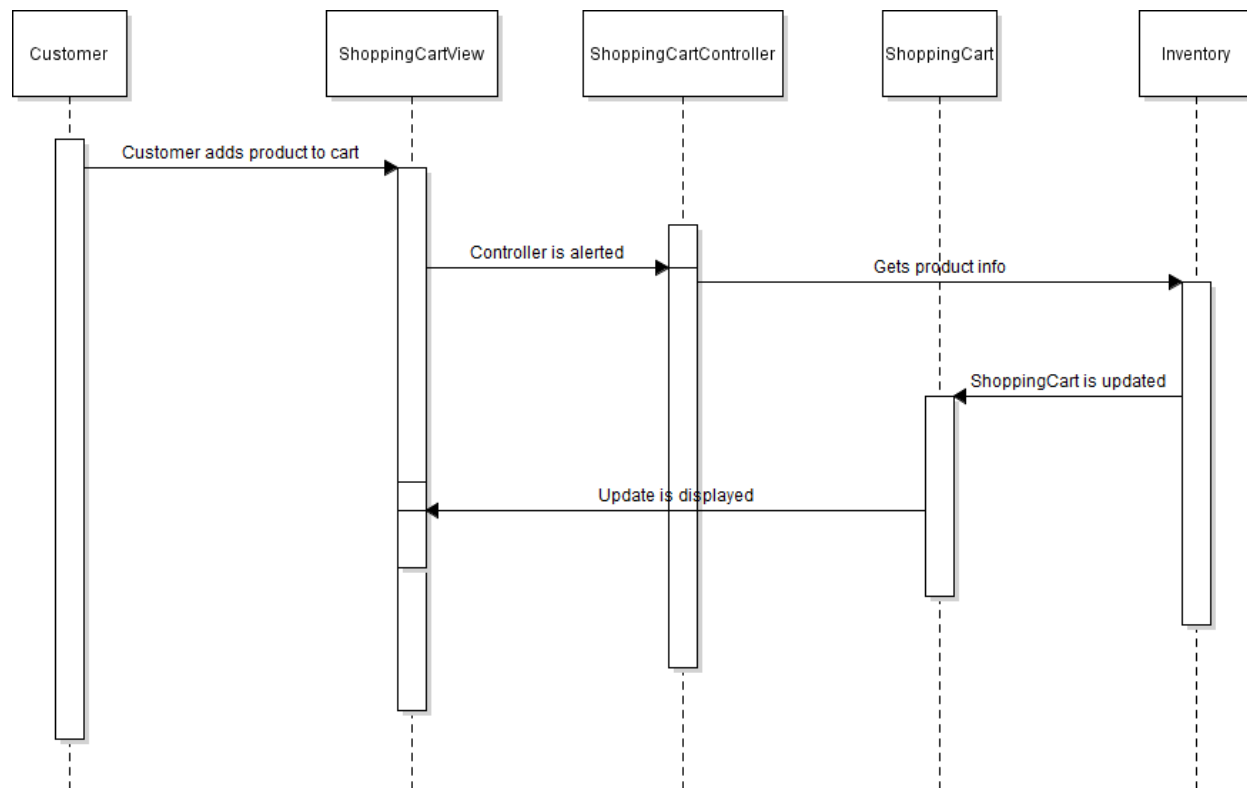 Customer
ShoppingCartView
ShoppingCartController
ShoppingCart
Inventory
Customer adds product to cart
Controller is alerted
Gets product info
ShoppingCart is updated
Update is displayed